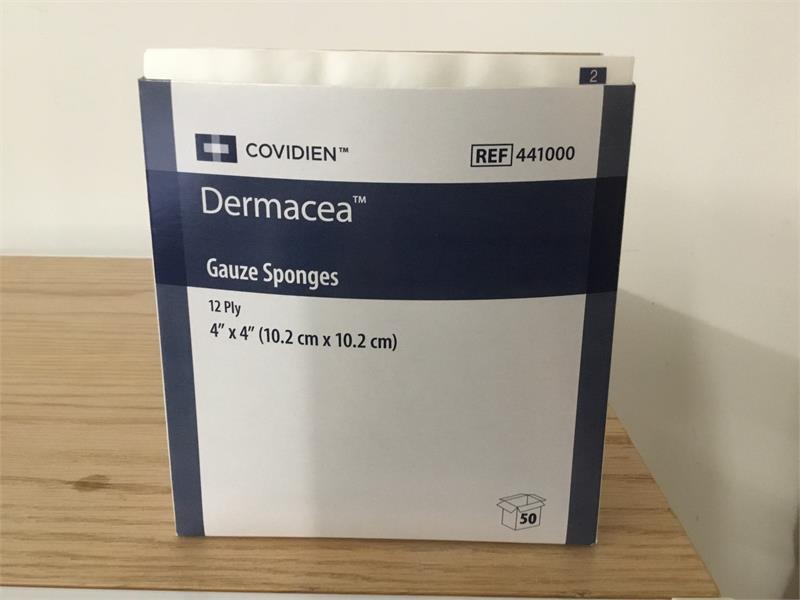 2
COVIDIEN™
REF 441000
Dermacea™
Gauze Sponges
12 Ply
4" x 4" (10.2 cm x 10.2 cm)
50